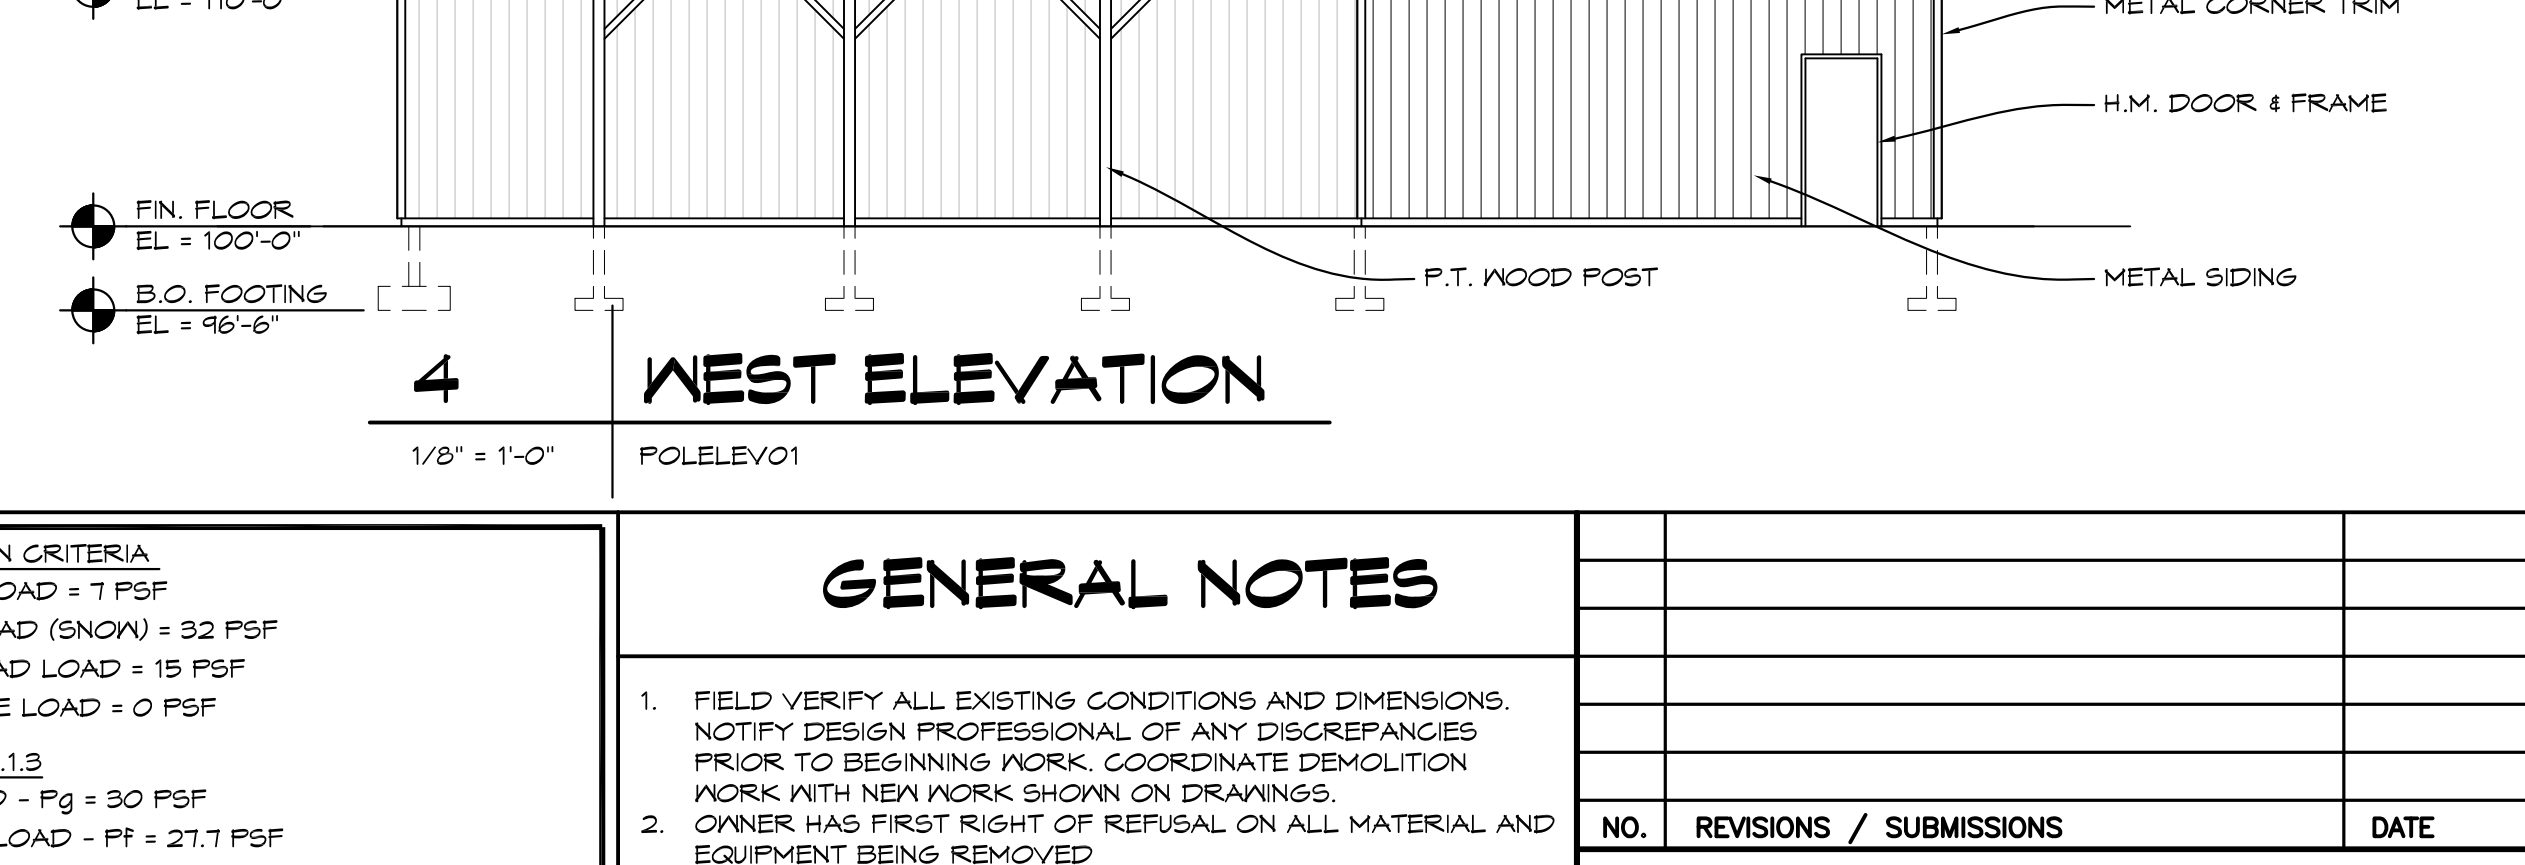 EL = 110'-0"
METAL CORNER TRIM
H.M. DOOR & FRAME
FIN. FLOOR
EL = 100'-0"
B.O. FOOTING
EL = 96'-6"
P.T. WOOD POST
METAL SIDING
4 WEST ELEVATION
1/8" = 1'-0" POLELEV01
N CRITERIA
OAD = 7 PSF
AD (SNOW) = 32 PSF
AD LOAD = 15 PSF
E LOAD = 0 PSF
.1.3
- Pg = 30 PSF
LOAD - Pf = 27.7 PSF
GENERAL NOTES
1. FIELD VERIFY ALL EXISTING CONDITIONS AND DIMENSIONS.
NOTIFY DESIGN PROFESSIONAL OF ANY DISCREPANCIES
PRIOR TO BEGINNING WORK. COORDINATE DEMOLITION
WORK WITH NEW WORK SHOWN ON DRAWINGS.
2. OWNER HAS FIRST RIGHT OF REFUSAL ON ALL MATERIAL AND
EQUIPMENT BEING REMOVED
NO. REVISIONS / SUBMISSIONS DATE